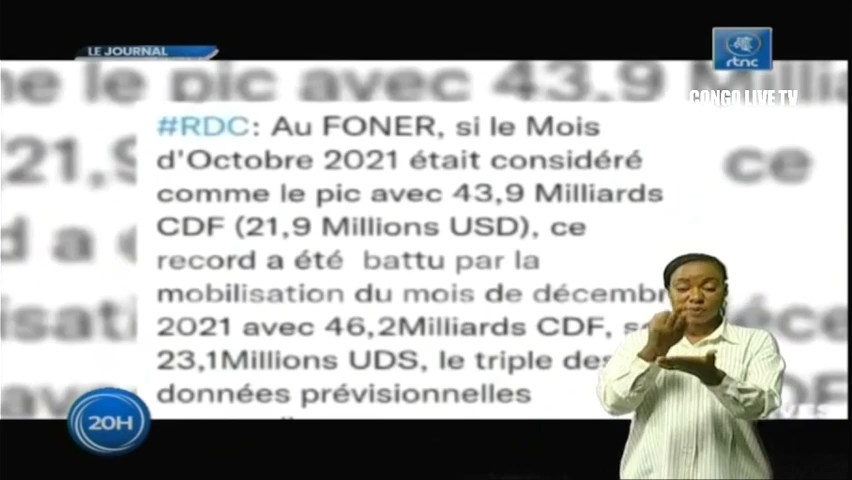 LE JOURNAL
rtnc
CONGO LIVE TV
#RDC: Au FONER, si le Mois
d'Octobre 2021 était considéré
comme le pic avec 43,9 Milliards
CDF (21,9 Millions USD), ce
record a été battu par la
mobilisation du mois de décemb
2021 avec 46,2Milliards CDF,
23,1Millions UDS, le triple des
données prévisionnelles
20H